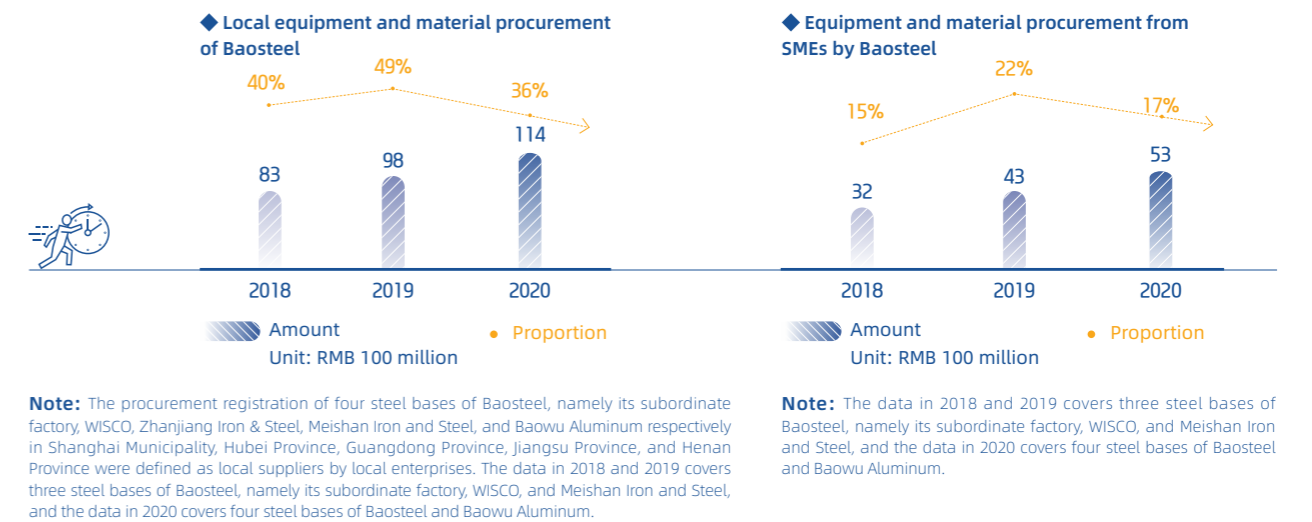 ◆ Local equipment and material procurement
of Baosteel
40%
49%
36%
83
98
114
2018
2019
2020
Amount
Unit: RMB 100 million
Proportion
Note: The procurement registration of four steel bases of Baosteel, namely its subordinate
factory, WISCO, Zhanjiang Iron & Steel, Meishan Iron and Steel, and Baowu Aluminum respectively
in Shanghai Municipality, Hubei Province, Guangdong Province, Jiangsu Province, and Henan
Province were defined as local suppliers by local enterprises. The data in 2018 and 2019 covers
three steel bases of Baosteel, namely its subordinate factory, WISCO, and Meishan Iron and Steel,
and the data in 2020 covers four steel bases of Baosteel and Baowu Aluminum.
◆ Equipment and material procurement from
SMEs by Baosteel
15%
22%
17%
32
43
53
2018
2019
2020
Amount
Unit: RMB 100 million
Proportion
Note: The data in 2018 and 2019 covers three steel bases of
Baosteel, namely its subordinate factory, WISCO, and Meishan Iron
and Steel, and the data in 2020 covers four steel bases of Baosteel
and Baowu Aluminum.